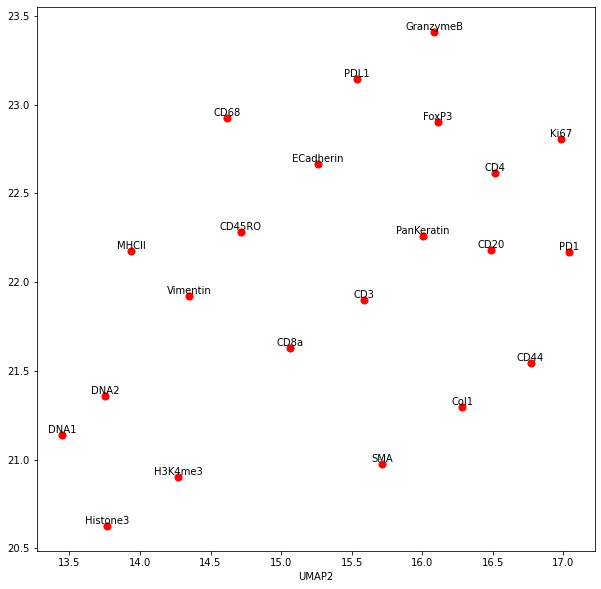 23.5
GranzymeB
PDL1
CD68
FoxP3
23.0
Ki67
ECadherin
CD4
22.5
CD45RO
PanKeratin
MHCII
CD20
PD1
22.0
Vimentin
CD3
CD8a
21.5
CD44
DNA2
Col1
DNA1
21.0
SMA
H3K4me3
Histone3
20.5
13.5 14.0 14.5 15.0 15.5 16.0 16.5 17.0
UMAP2